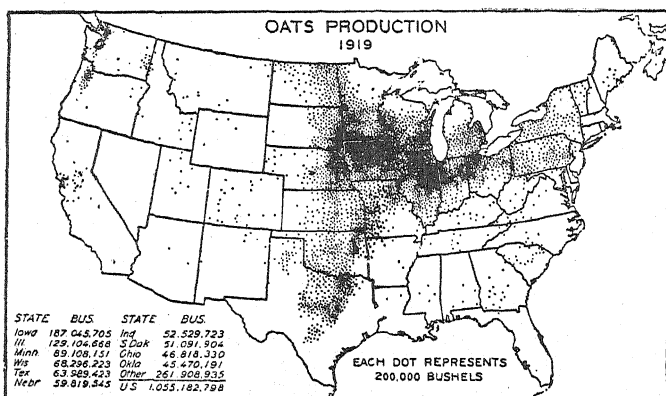 OATS PRODUCTION
1919
STATE BUS. STATE BUS.
Iowa 187.045.705 Ind 52.529.723
Ill. 129.104.668 S.Dak 51.091.904
Minn. 89.108.151 Ohio 46.818.330
Wis 68.296.223 Okla 45.470.191
Tex 63.989.423 Other 261.908.935
Nebr 59.819.545 U.S 1.055.182.798
EACH DOT REPRESENTS
200,000 BUSHELS